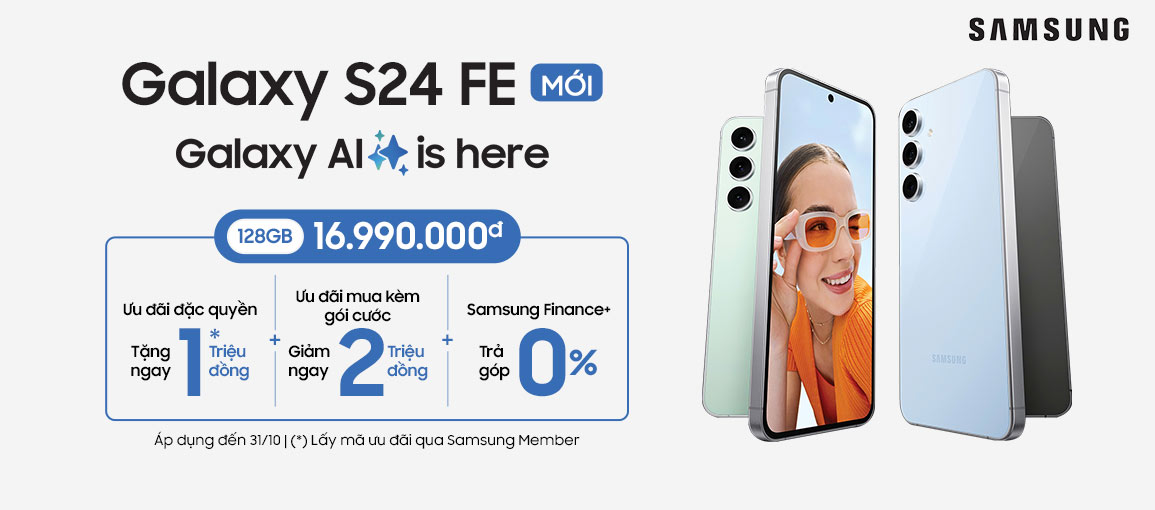 SAMSUNG
Galaxy S24 FE MỚI
Galaxy AI is here
128GB 16.990.000đ
Ưu đãi đặc quyền
Tặng ngay 1* Triệu đồng
+
Ưu đãi mua kèm
gói cước
Giảm ngay 2 Triệu đồng
+
Samsung Finance+
Trả góp 0%
Áp dụng đến 31/10 | (*) Lấy mã ưu đãi qua Samsung Member
SAMSUNG